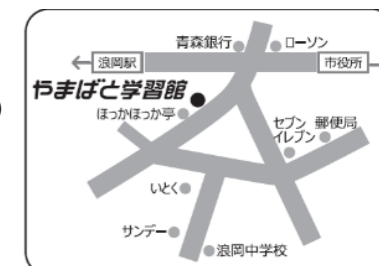 青森銀行
ローソン
浪岡駅
市役所
やまばと学習館
ほっかほっか亭
セブン イレブン
郵便局
いとく
サンデー
浪岡中学校